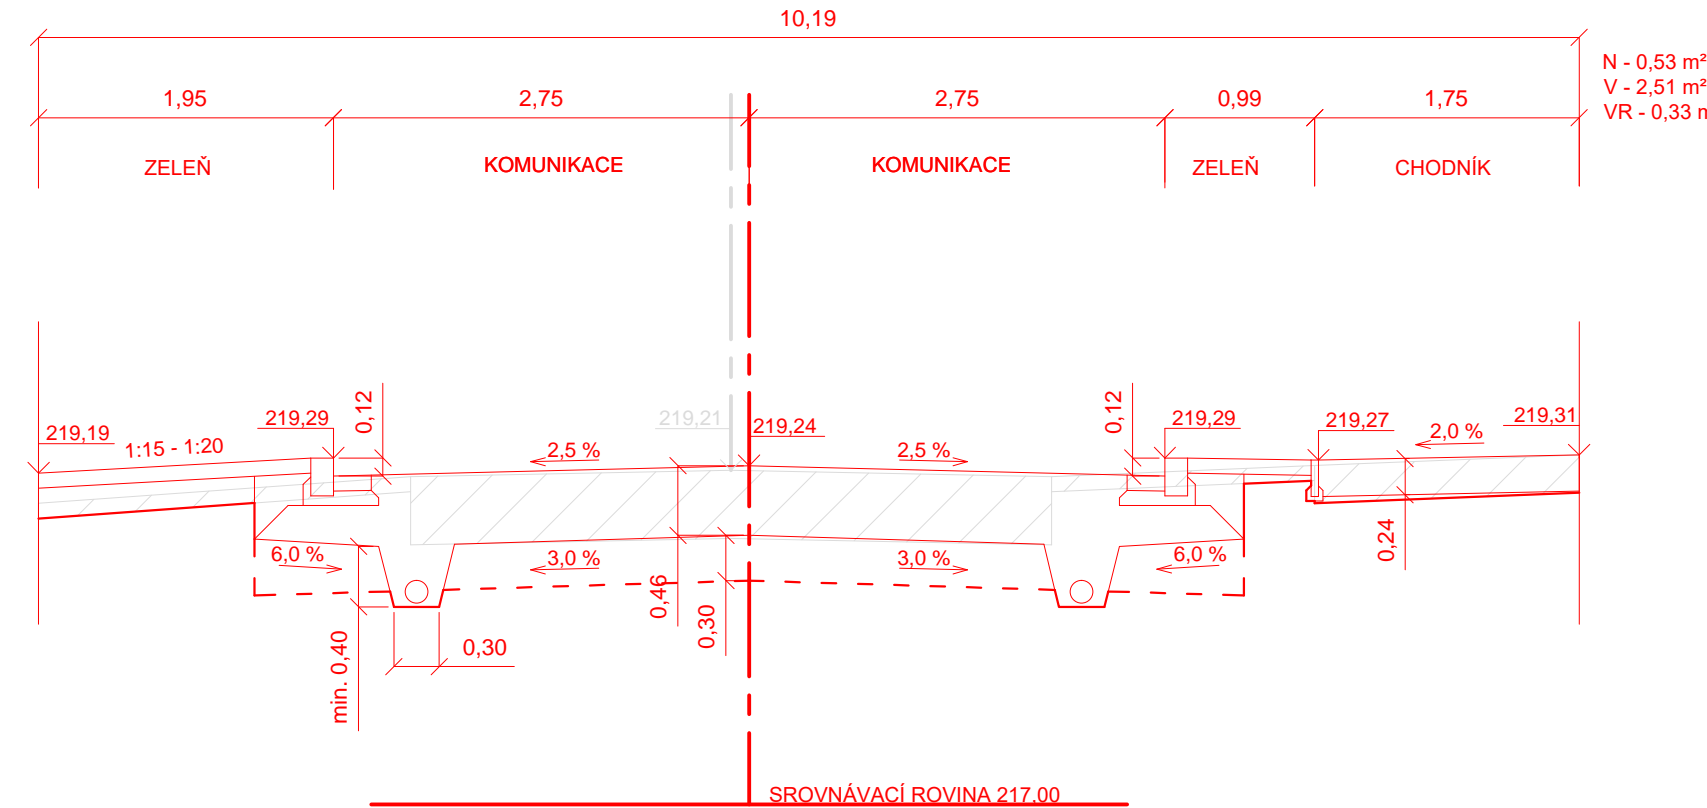 10,19
N - 0,53 m²
V - 2,51 m²
VR - 0,33 m
1,95
2,75
2,75
0,99
1,75
ZELEŇ
KOMUNIKACE
KOMUNIKACE
ZELEŇ
CHODNÍK
219,19
1:15 - 1:20
219,29
0,12
2,5 %
219,21
219,24
2,5 %
0,12
219,29
219,27
2,0 %
219,31
6,0 %
3,0 %
3,0 %
6,0 %
0,24
0,46
0,30
min. 0,40
0,30
SROVNÁVACÍ ROVINA 217,00